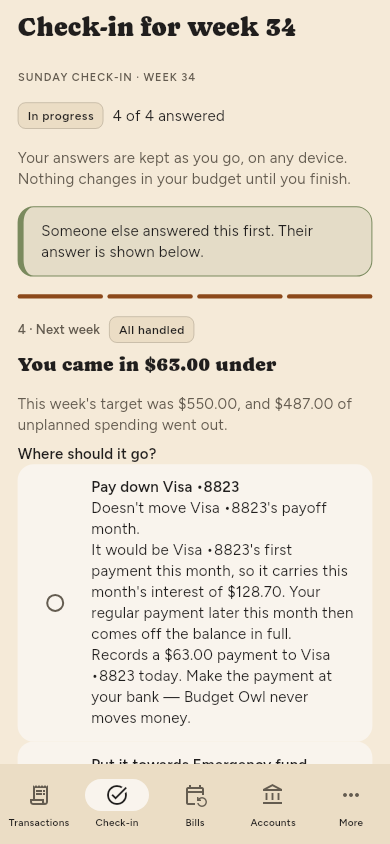 Check-in for week 34
SUNDAY CHECK-IN · WEEK 34
In progress 4 of 4 answered
Your answers are kept as you go, on any device.
Nothing changes in your budget until you finish.
Someone else answered this first. Their
answer is shown below.
4 · Next week All handled
You came in $63.00 under
This week's target was $550.00, and $487.00 of
unplanned spending went out.
Where should it go?
Pay down Visa •8823
Doesn't move Visa •8823's payoff
month.
It would be Visa •8823's first
payment this month, so it carries this
month's interest of $128.70. Your
regular payment later this month then
comes off the balance in full.
Records a $63.00 payment to Visa
•8823 today. Make the payment at
your bank — Budget Owl never
moves money.
Put it towards Emergency fund
Transactions Check-in Bills Accounts More